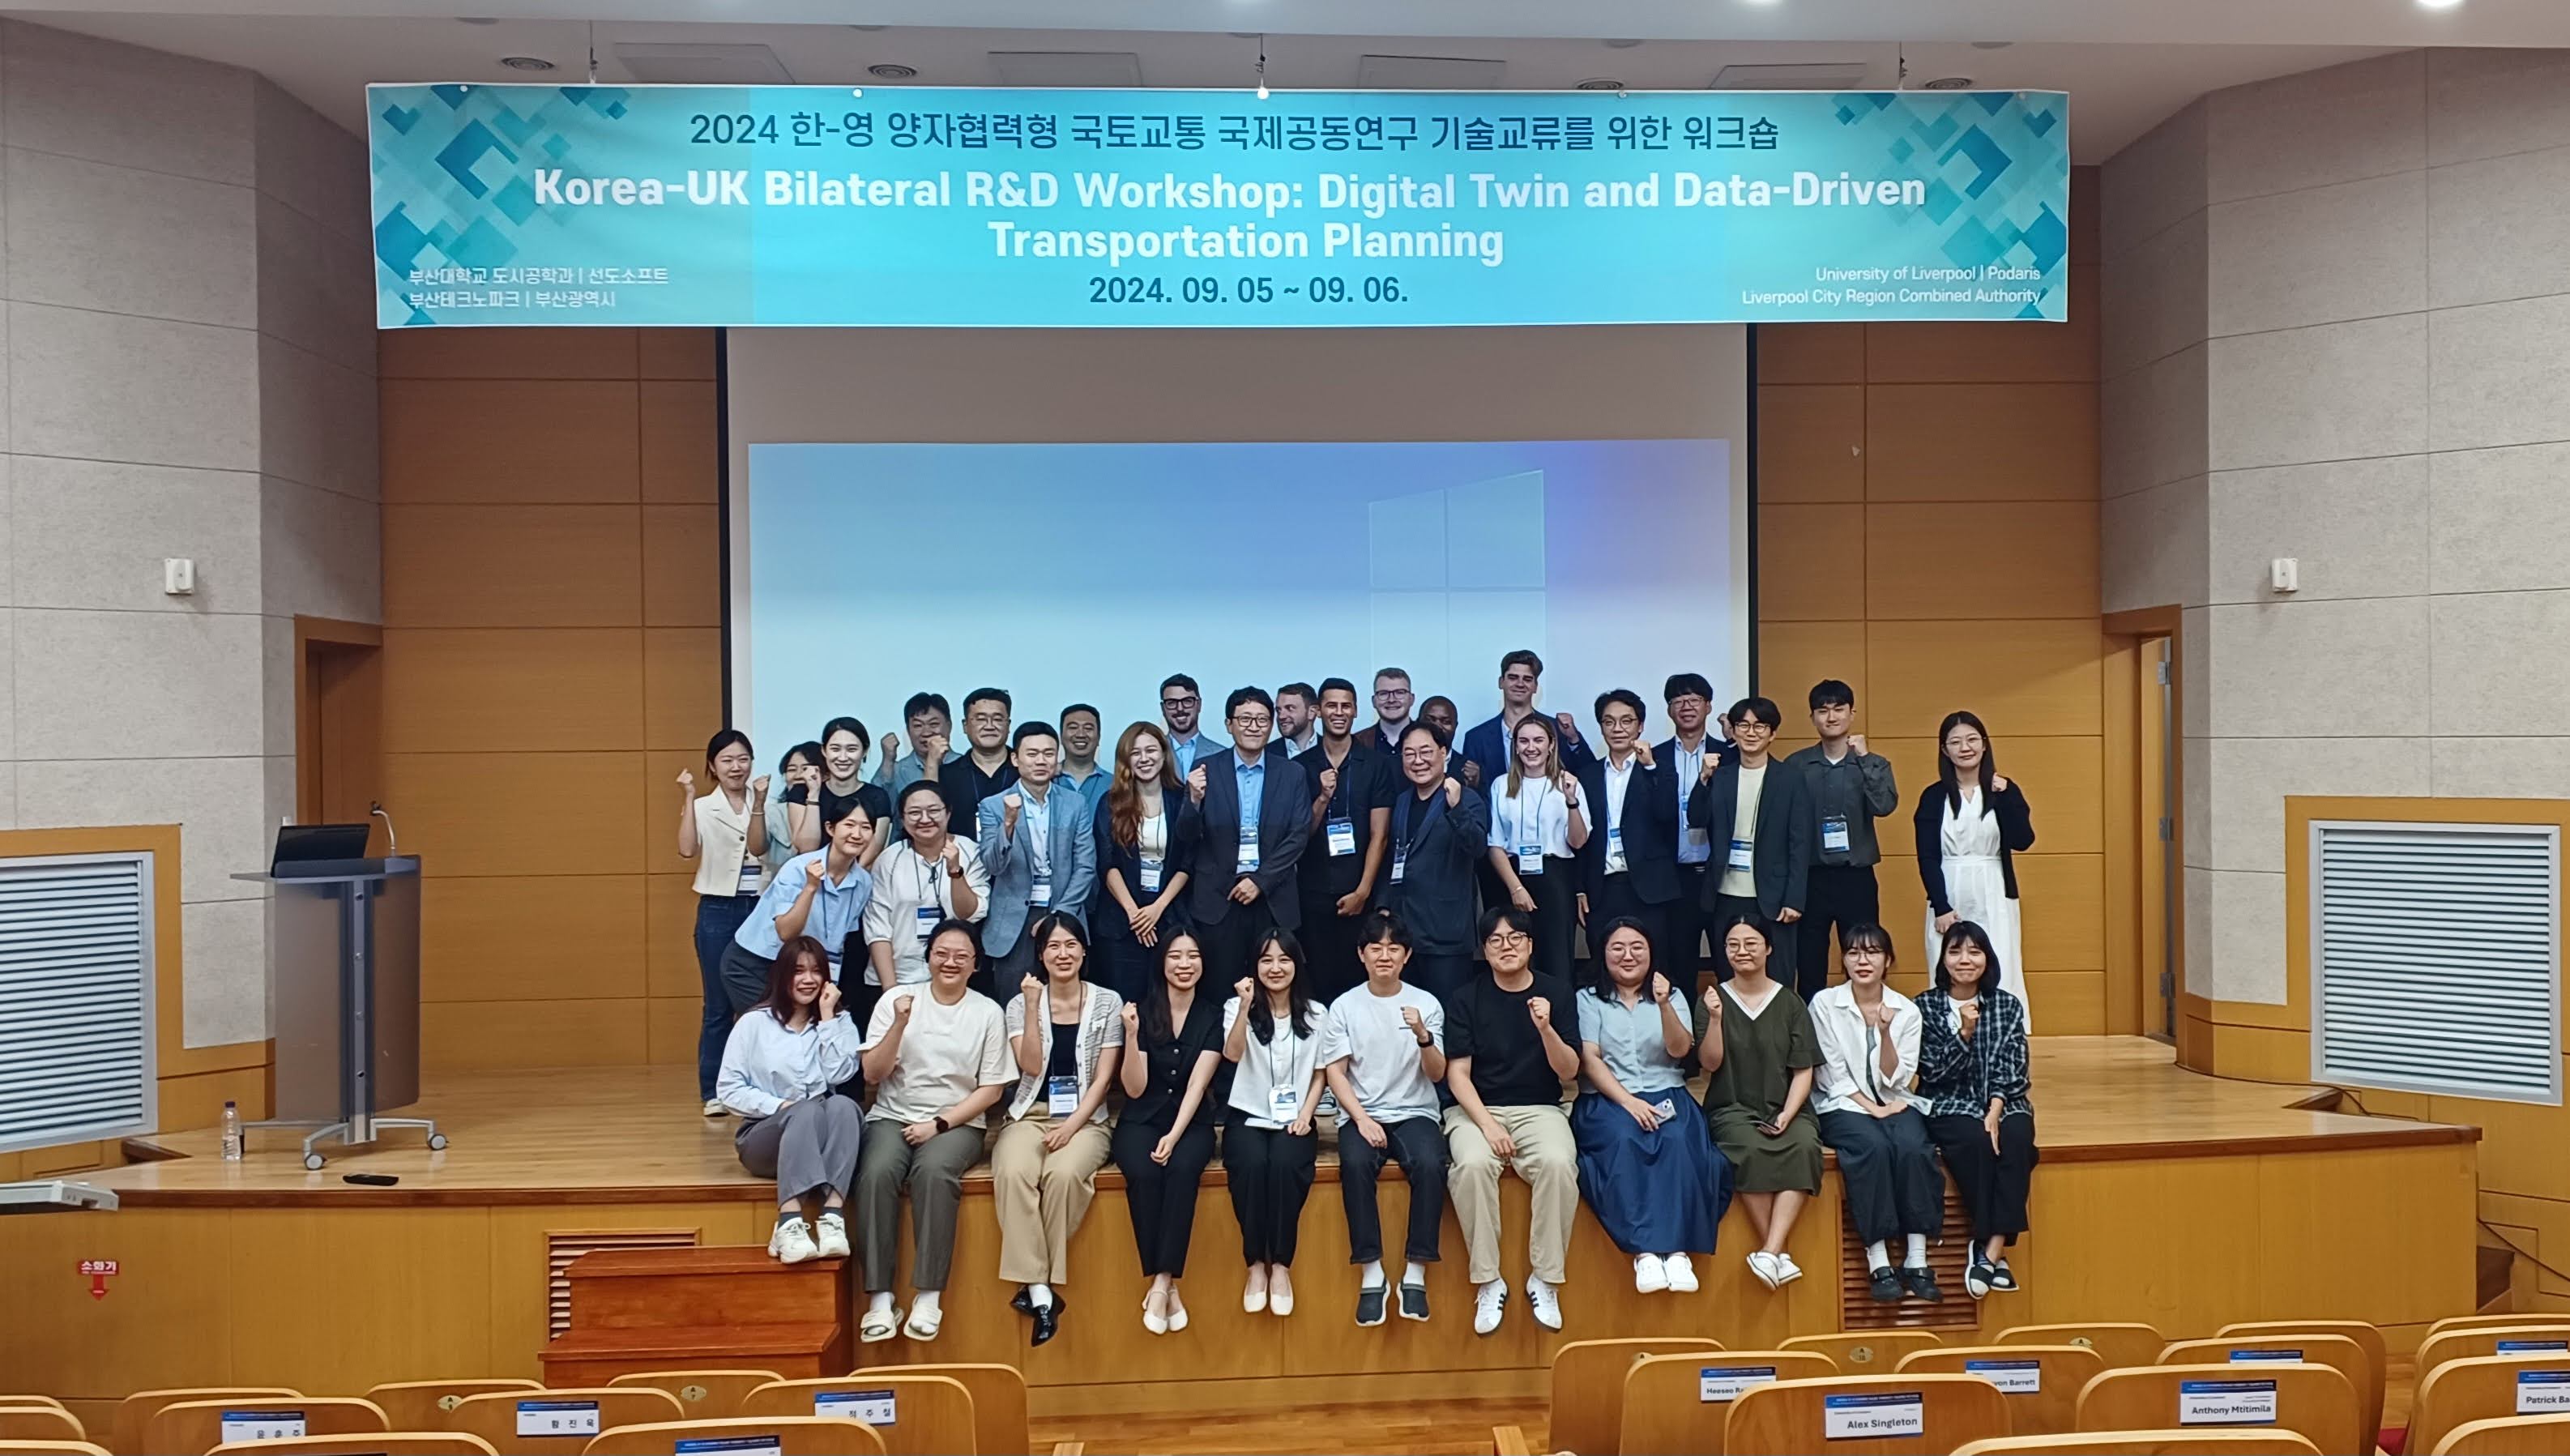 2024 한-영 양자협력형 국토교통 국제공동연구 기술교류를 위한 워크숍
Korea-UK Bilateral R&D Workshop: Digital Twin and Data-Driven
Transportation Planning
2024. 09. 05 ~ 09. 06.
부산대학교 도시공학과 | 선도소프트
부산테크노파크 | 부산광역시
University of Liverpool | Podaris
Liverpool City Region Combined Authority
소화기
황 진 욱
Heeseo
Barrett
Alex Singleton
Anthony Mtitimila
Patrick